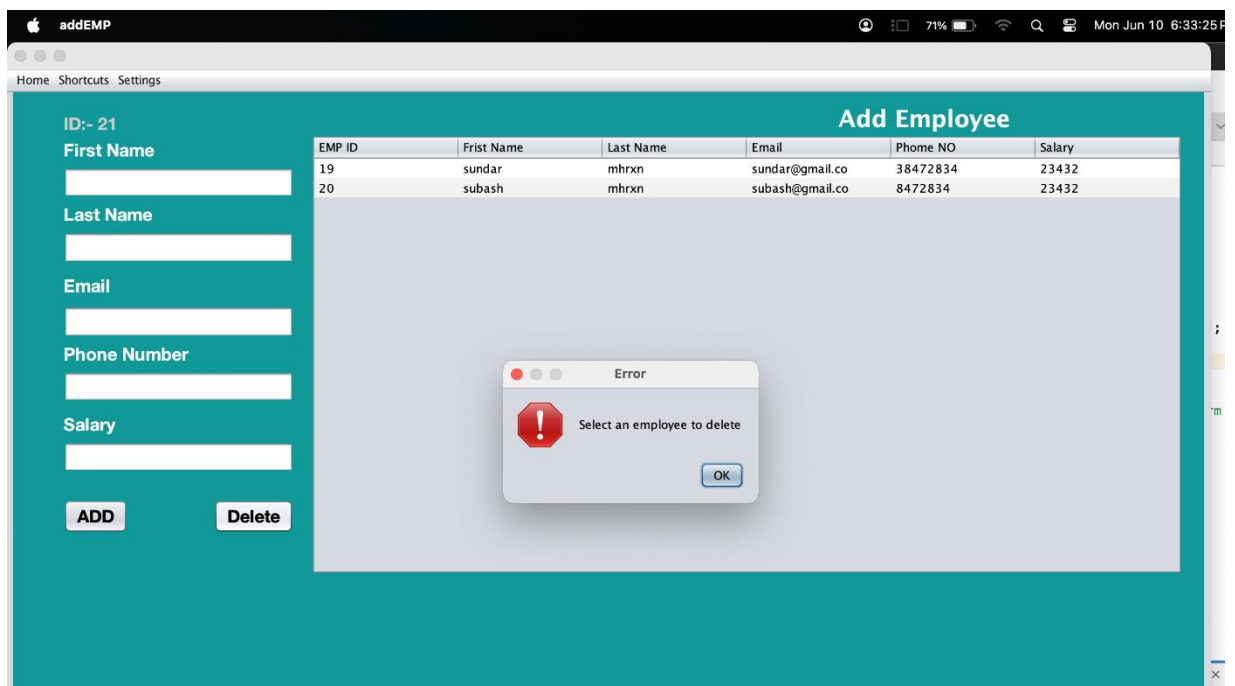 addEMP 71% Mon Jun 10 6:33:25 P
Home Shortcuts Settings
ID:- 21
Add Employee
First Name
Last Name
Email
Phone Number
Salary
ADD Delete
EMP ID Frist Name Last Name Email Phome NO Salary
19 sundar mhrxn sundar@gmail.co 38472834 23432
20 subash mhrxn subash@gmail.co 8472834 23432
Error
Select an employee to delete
OK
;